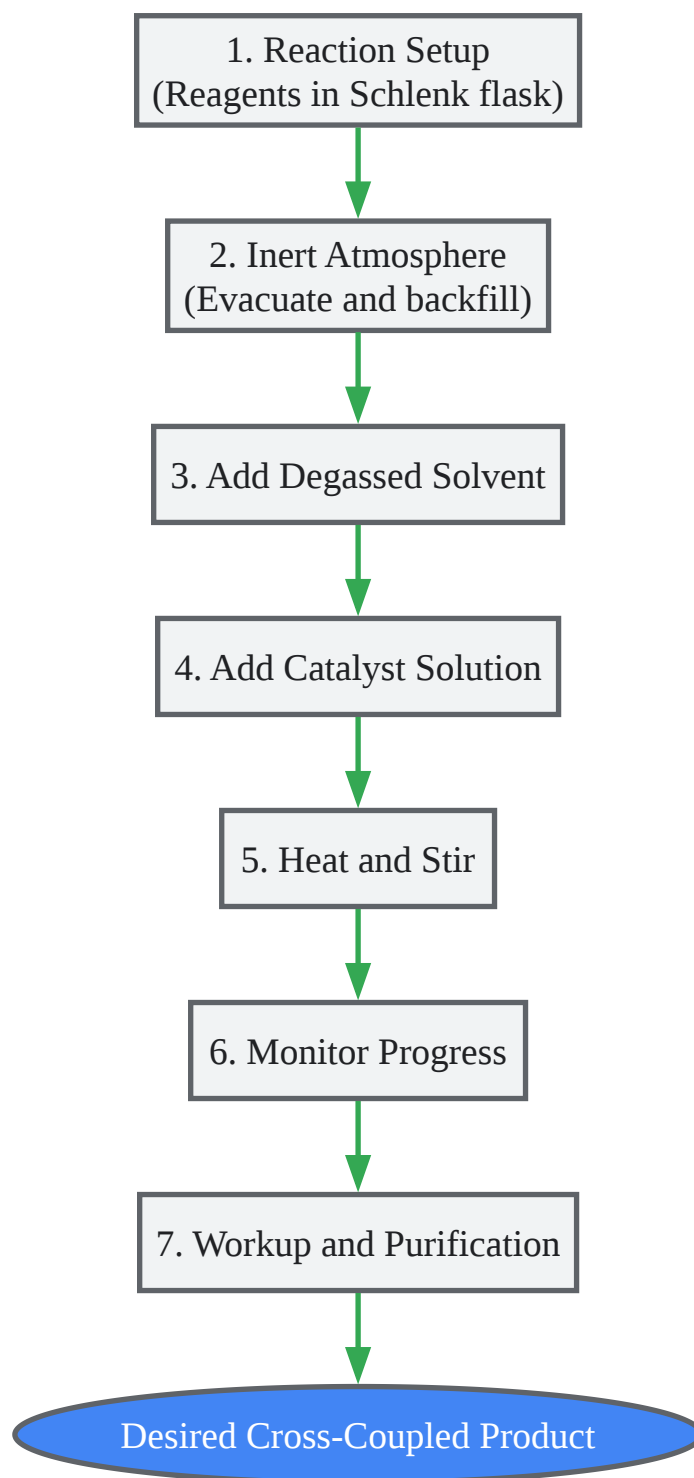 1. Reaction Setup
(Reagents in Schlenk flask)
2. Inert Atmosphere
(Evacuate and backfill)
3. Add Degassed Solvent
4. Add Catalyst Solution
5. Heat and Stir
6. Monitor Progress
7. Workup and Purification
Desired Cross-Coupled Product